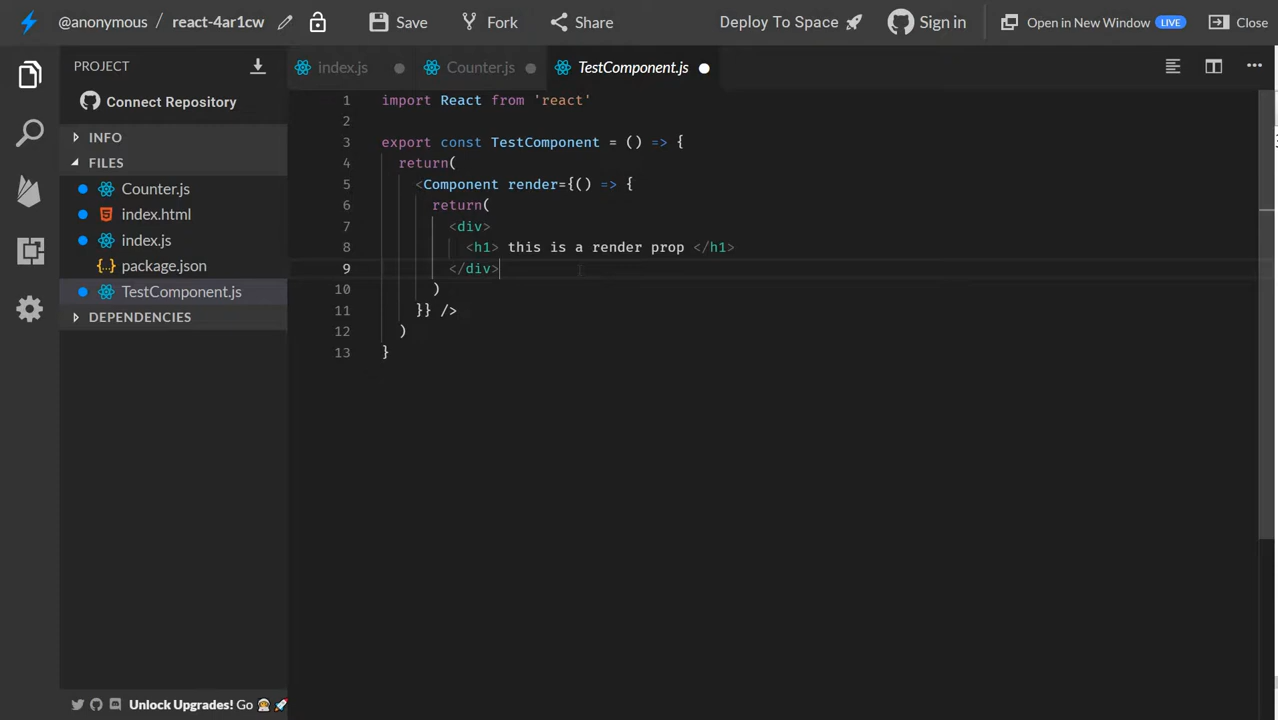 @anonymous / react-4ar1cw Save Fork Share Deploy To Space Sign in Open in New Window LIVE Close
PROJECT
Connect Repository
INFO
FILES
Counter.js
index.html
index.js
{..} package.json
TestComponent.js
DEPENDENCIES
Unlock Upgrades! Go
index.js Counter.js TestComponent.js
1 import React from 'react'
2
3 export const TestComponent = () => {
4 return(
5 <Component render={() => {
6 return(
7 <div>
8 <h1> this is a render prop </h1>
9 </div>
10 )
11 }} />
12 )
13 }